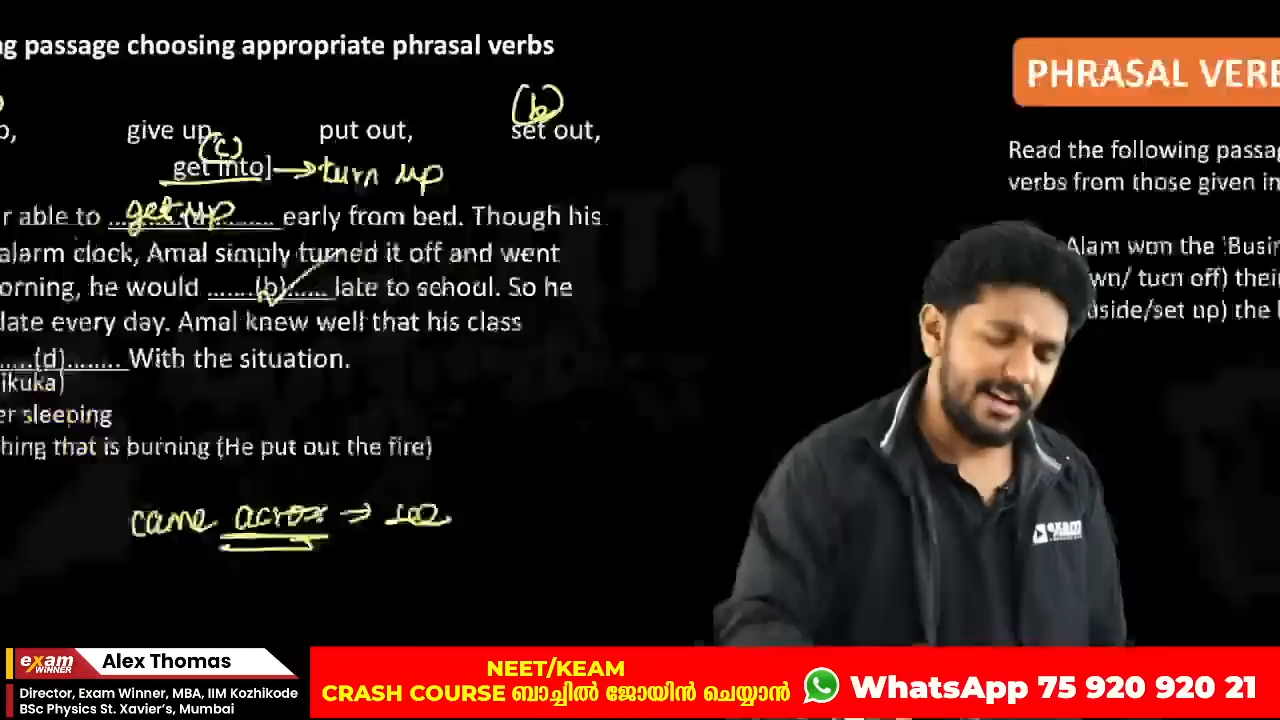 ng passage choosing appropriate phrasal verbs
PHRASAL VERB
(b)
give up, put out, set out,
(c)
get into] → turn up
Read the following passag
verbs from those given in
get up
r able to ..........(a).......... early from bed. Though his
alarm clock, Amal simply turned it off and went
orning, he would .......(b)....... late to school. So he
late every day. Amal knew well that his class
.....(d)........ With the situation.
ikuka)
er sleeping
hing that is burning (He put out the fire)
Alam won the 'Busin
wn/ turn off) thei
side/set up) the
came across → see
exam
exam WINNER
Alex Thomas
Director, Exam Winner, MBA, IIM Kozhikode
BSc Physics St. Xavier's, Mumbai
NEET/KEAM
CRASH COURSE ബാച്ചിൽ ജോയിൻ ചെയ്യാൻ
WhatsApp 75 920 920 21